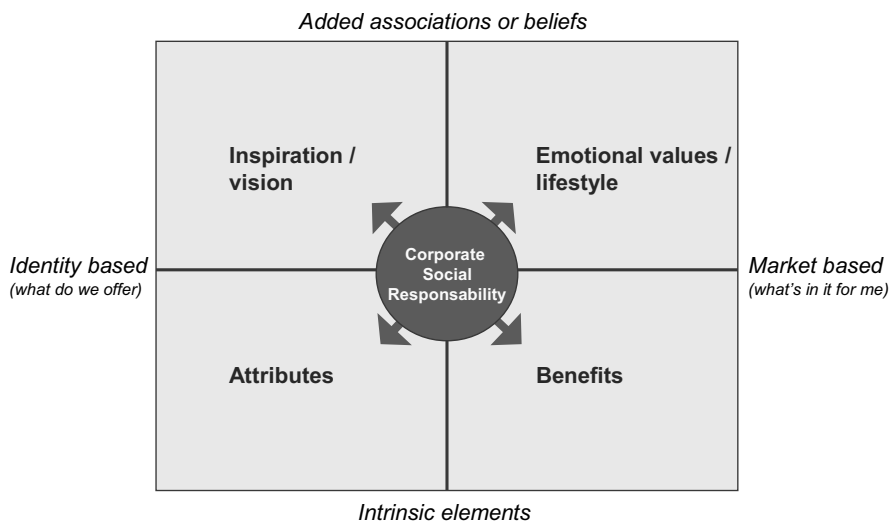 Added associations or beliefs
Inspiration /
vision
Emotional values /
lifestyle
Identity based
(what do we offer)
Corporate
Social
Responsability
Market based
(what's in it for me)
Attributes
Benefits
Intrinsic elements